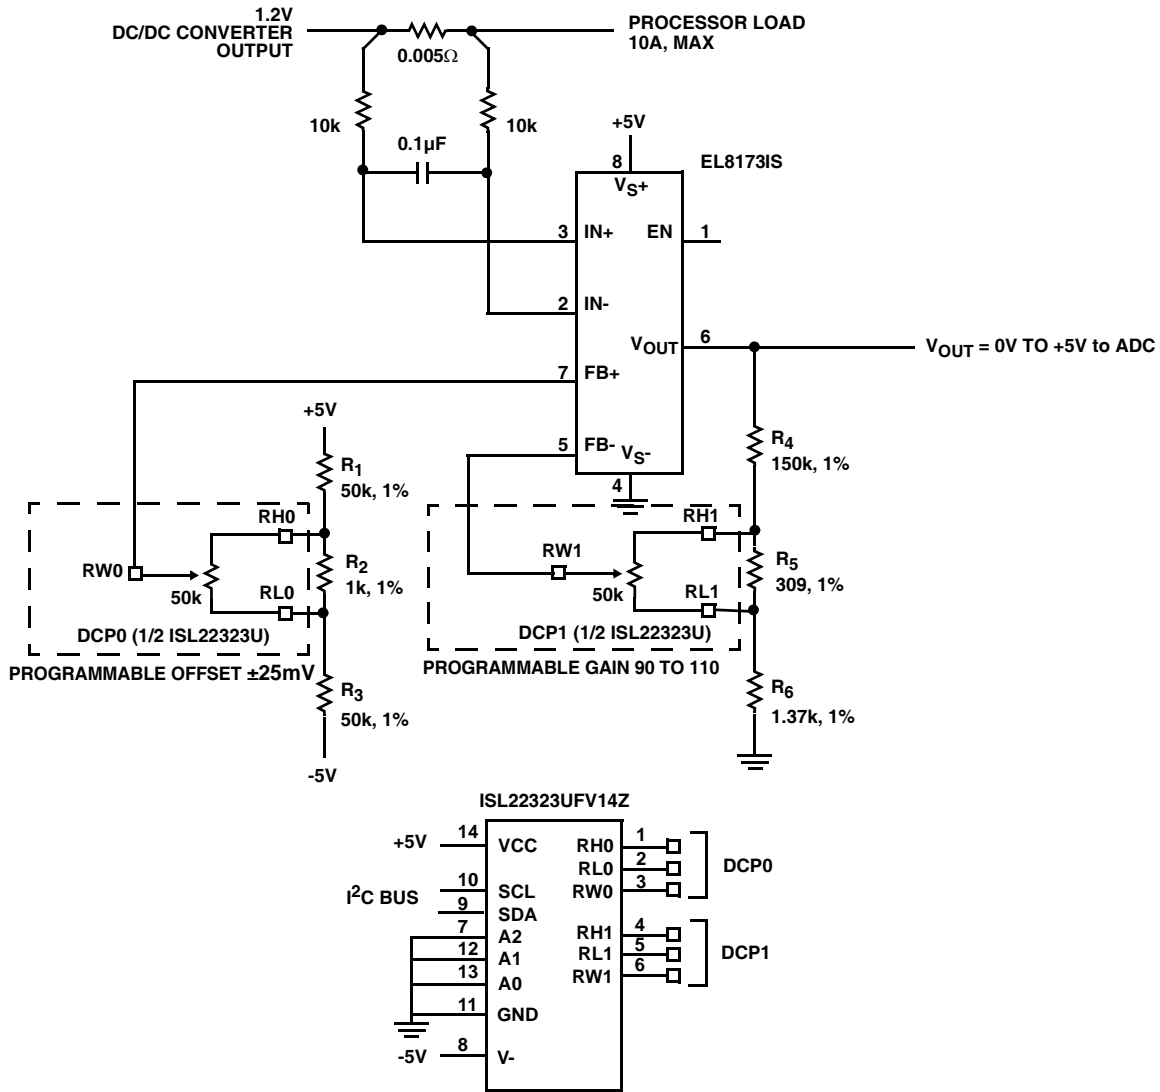 1.2V
DC/DC CONVERTER
OUTPUT
PROCESSOR LOAD
10A, MAX
0.005Ω
10k
10k
0.1µF
+5V
8
EL8173IS
VS+
3
IN+
EN
1
2
IN-
VOUT
6
VOUT = 0V TO +5V to ADC
7
FB+
+5V
5
FB-
VS-
4
R4
150k, 1%
R1
50k, 1%
RH0
RH1
RW0
R2
1k, 1%
RW1
R5
309, 1%
50k
RL0
50k
RL1
DCP0 (1/2 ISL22323U)
DCP1 (1/2 ISL22323U)
PROGRAMMABLE OFFSET ±25mV
PROGRAMMABLE GAIN 90 TO 110
R3
50k, 1%
R6
1.37k, 1%
-5V
ISL22323UFV14Z
+5V
14
VCC
RH0
1
RL0
2
DCP0
I2C BUS
10
SCL
RW0
3
9
SDA
7
A2
RH1
4
12
A1
RL1
5
DCP1
13
A0
RW1
6
11
GND
-5V
8
V-